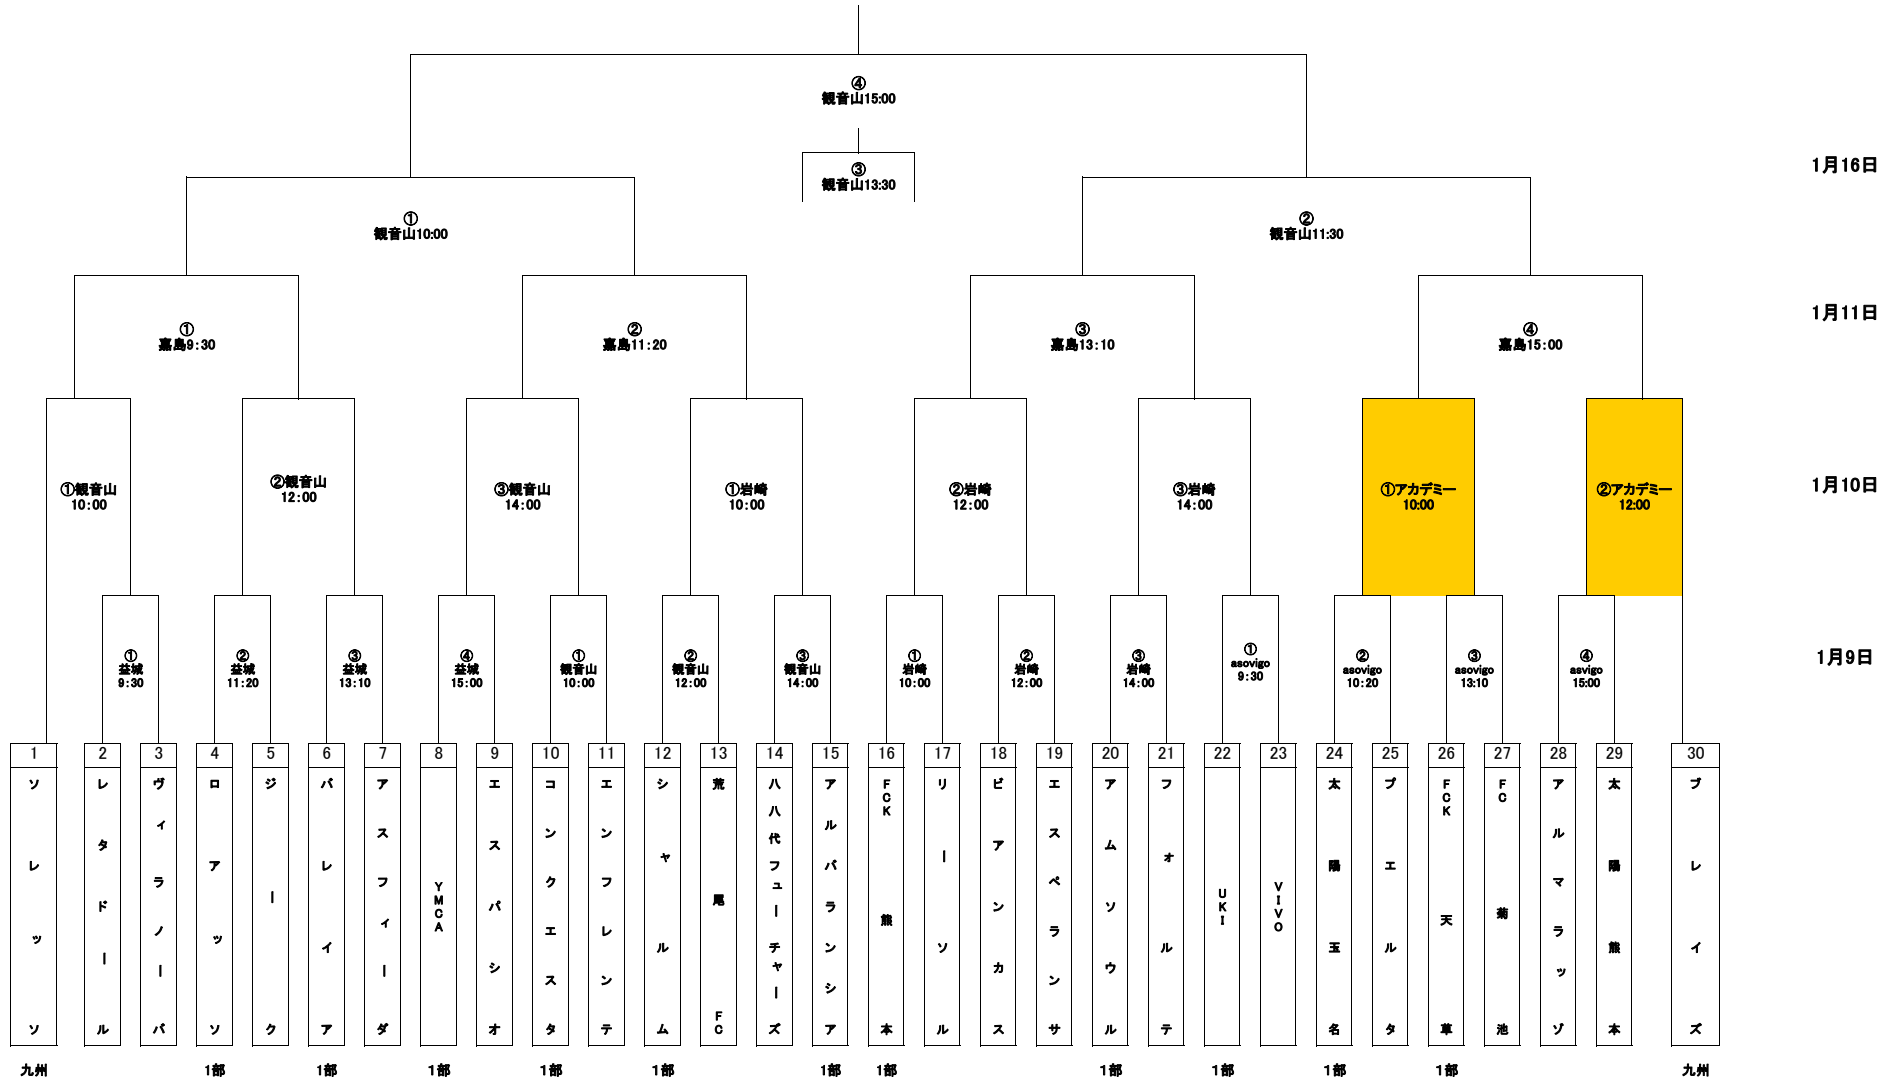 ④
観音山15:00
③
観音山13:30
1月16日
①
観音山10:00
②
観音山11:30
1月11日
①
嘉島9:30
②
嘉島11:20
③
嘉島13:10
④
嘉島15:00
①観音山
10:00
②観音山
12:00
③観音山
14:00
①岩崎
10:00
②岩崎
12:00
③岩崎
14:00
①アカデミー
10:00
②アカデミー
12:00
1月10日
①
益城
9:30
②
益城
11:20
③
益城
13:10
④
益城
15:00
①
観音山
10:00
②
観音山
12:00
③
観音山
14:00
①
岩崎
10:00
②
岩崎
12:00
③
岩崎
14:00
①
asovigo
9:30
②
asovigo
10:20
③
asovigo
13:10
④
asvigo
15:00
1月9日
1
ソレッソ
九州
2
レタドール
3
ヴィラノーバ
4
ロアッソ
1部
5
ジーク
6
バレイア
1部
7
アスフィーダ
8
YMCA
1部
9
エスパシオ
10
コンクエスタ
1部
11
エンフレンテ
12
シャルム
1部
13
荒尾FC
14
八八代フューチャーズ
15
アルバランシア
1部
16
FCK熊本
1部
17
リーソル
18
ビアンカス
19
エスペランサ
20
アムソウル
1部
21
フォルテ
22
UKI
1部
23
VIVO
24
太陽玉名
1部
25
プエルタ
26
FCK天草
1部
27
FC菊池
28
アルマラッゾ
29
太陽熊本
30
ブレイズ
九州